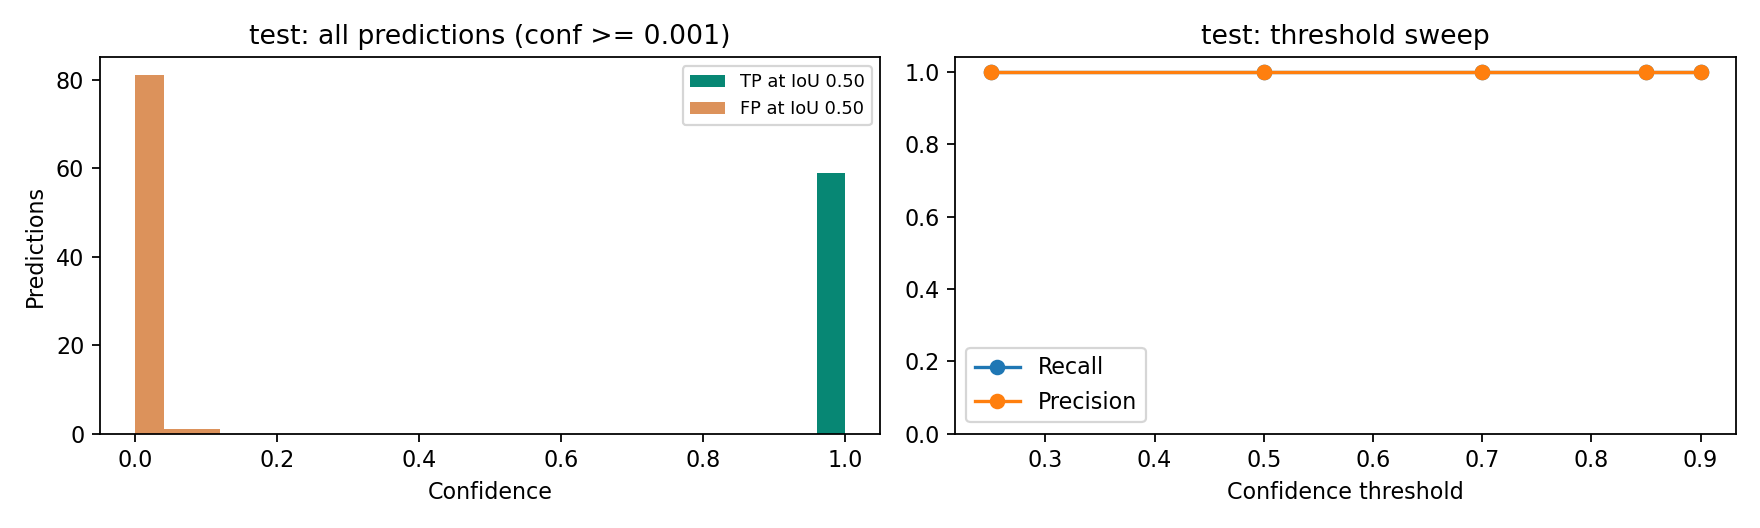 test: all predictions (conf >= 0.001)
TP at IoU 0.50
FP at IoU 0.50
Predictions
80
60
40
20
0
0.0 0.2 0.4 0.6 0.8 1.0
Confidence
test: threshold sweep
1.0
0.8
0.6
0.4
0.2
0.0
Recall
Precision
0.3 0.4 0.5 0.6 0.7 0.8 0.9
Confidence threshold